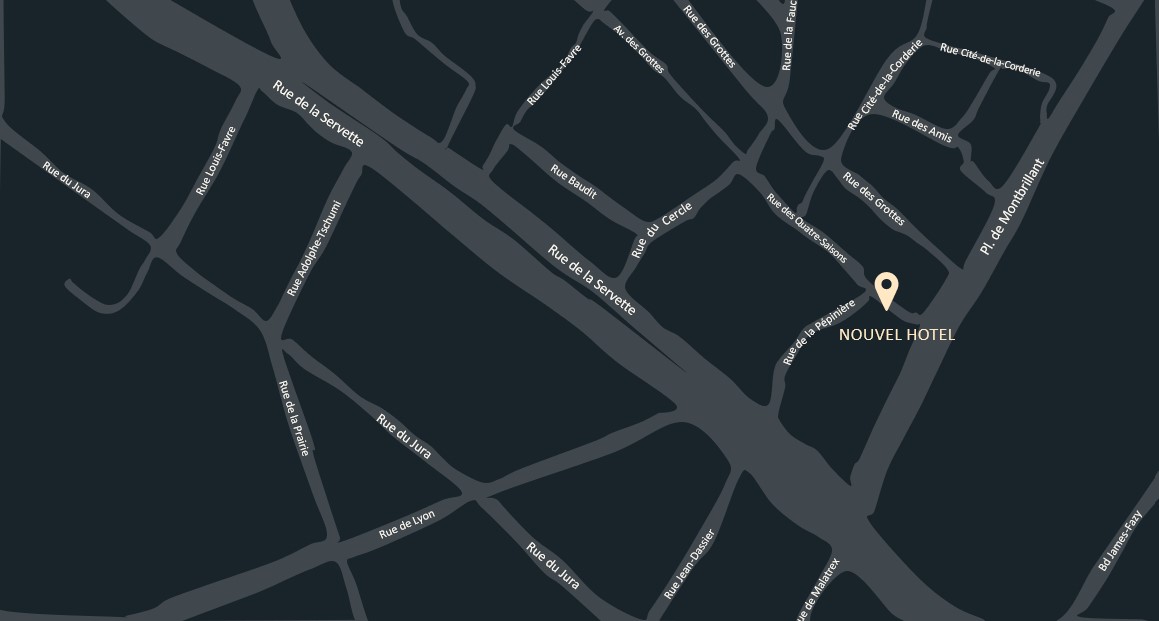 Rue des Grottes
Rue de la Fauc
Av. des Grottes
Rue Louis-Favre
Rue Cité-de-la-Corderie
Rue Cité-de-la-Corderie
Rue de la Servette
Rue des Amis
Rue Louis-Favre
Rue du Jura
Rue Baudit
Rue des Grottes
Pl. de Montbrillant
Rue du Cercle
Rue des Quatre-Saisons
Rue Adolphe-Tschumi
Rue de la Servette
Rue de la Pépinière
NOUVEL HOTEL
Rue de la Prairie
Rue du Jura
Rue de Lyon
Rue du Jura
Rue Jean-Dassier
ue de Malatrex
Bd James-Fazy